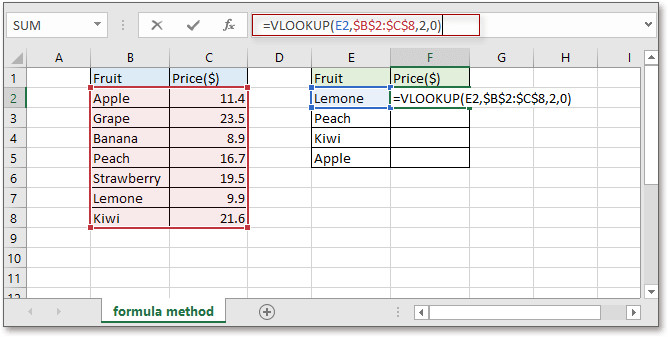 SUM fx =VLOOKUP(E2,$B$2:$C$8,2,0)
A B C D E F G H I
1 Fruit Price($) Fruit Price($)
2 Apple 11.4 Lemone =VLOOKUP(E2,$B$2:$C$8,2,0)
3 Grape 23.5 Peach
4 Banana 8.9 Kiwi
5 Peach 16.7 Apple
6 Strawberry 19.5
7 Lemone 9.9
8 Kiwi 21.6
9
10
11
12
formula method